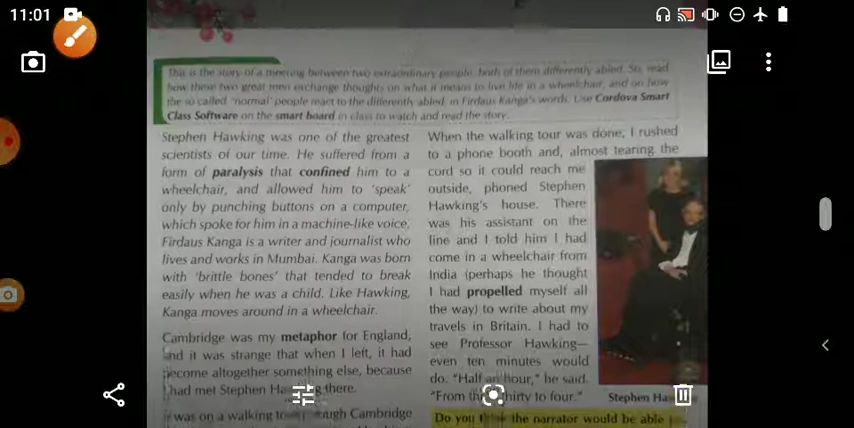 11:01
This is the story of a meeting between two extraordinary people, both of them differently abled. So, read
how these two great men exchange thoughts on what it means to live life in a wheelchair, and on how
the so called 'normal' people react to the differently abled, in Firdaus Kanga's words. Use Cordova Smart
Class Software on the smart board in class to watch and read the story.
Stephen Hawking was one of the greatest
scientists of our time. He suffered from a
form of paralysis that confined him to a
wheelchair, and allowed him to 'speak'
only by punching buttons on a computer,
which spoke for him in a machine-like voice.
Firdaus Kanga is a writer and journalist who
lives and works in Mumbai. Kanga was born
with 'brittle bones' that tended to break
easily when he was a child. Like Hawking,
Kanga moves around in a wheelchair.
Cambridge was my metaphor for England,
and it was strange that when I left, it had
become altogether something else, because
I had met Stephen there.
was on a walking Cambridge
When the walking tour was done, I rushed
to a phone booth and, almost tearing the
cord so it could reach me
outside, phoned Stephen
Hawking's house. There
was his assistant on the
line and I told him I had
come in a wheelchair from
India (perhaps he thought
I had propelled myself all
the way) to write about my
travels in Britain. I had to
see Professor Hawking—
even ten minutes would
do. "Half an hour," he said.
"From thirty to four."
Stephen
Do you the narrator would be able